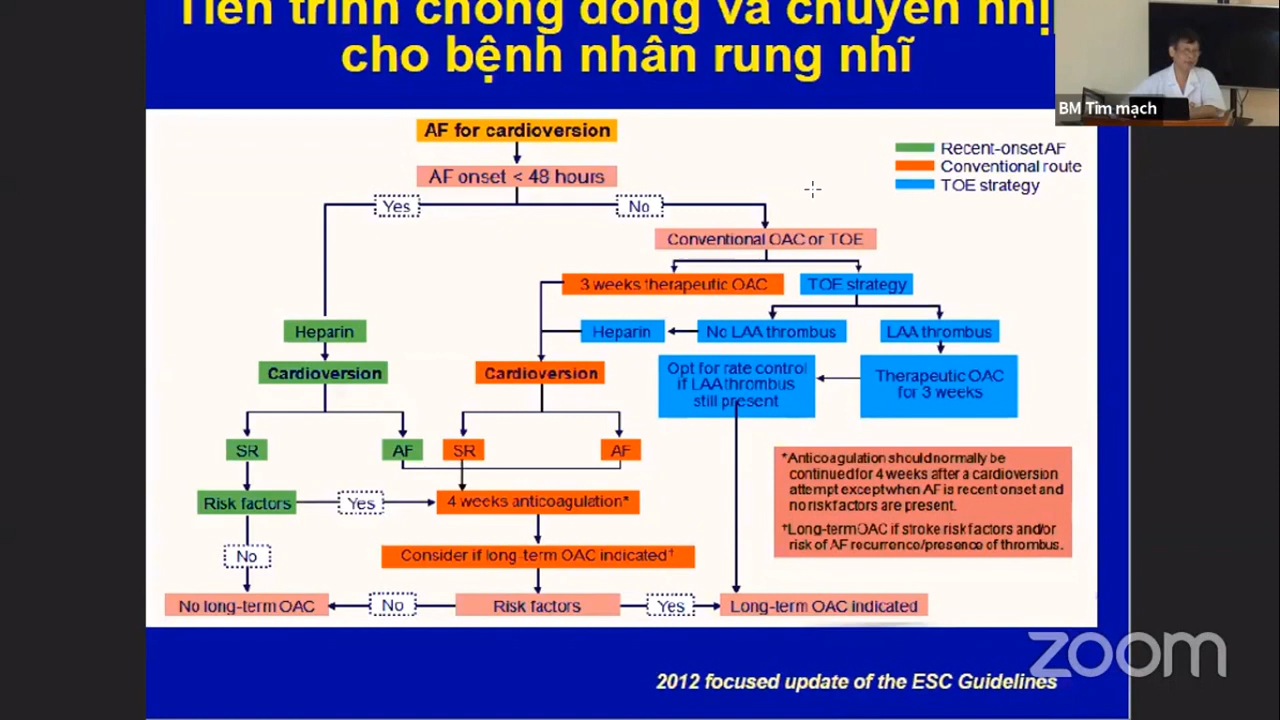 Tiến trình chống đông và chuyển nhị
cho bệnh nhân rung nhĩ
BM Tim mạch
AF for cardioversion
Recent-onset AF
Conventional route
TOE strategy
AF onset < 48 hours
Yes
No
Conventional OAC or TOE
3 weeks therapeutic OAC
TOE strategy
Heparin
Heparin
No LAA thrombus
LAA thrombus
Cardioversion
Cardioversion
Opt for rate control
if LAA thrombus
still present
Therapeutic OAC
for 3 weeks
SR
AF
SR
AF
Risk factors
Yes
4 weeks anticoagulation*
*Anticoagulation should normally be
continued for 4 weeks after a cardioversion
attempt except when AF is recent onset and
no risk factors are present.
†Long-term OAC if stroke risk factors and/or
risk of AF recurrence/presence of thrombus.
No
Consider if long-term OAC indicated†
No long-term OAC
No
Risk factors
Yes
Long-term OAC indicated
zoom
2012 focused update of the ESC Guidelines